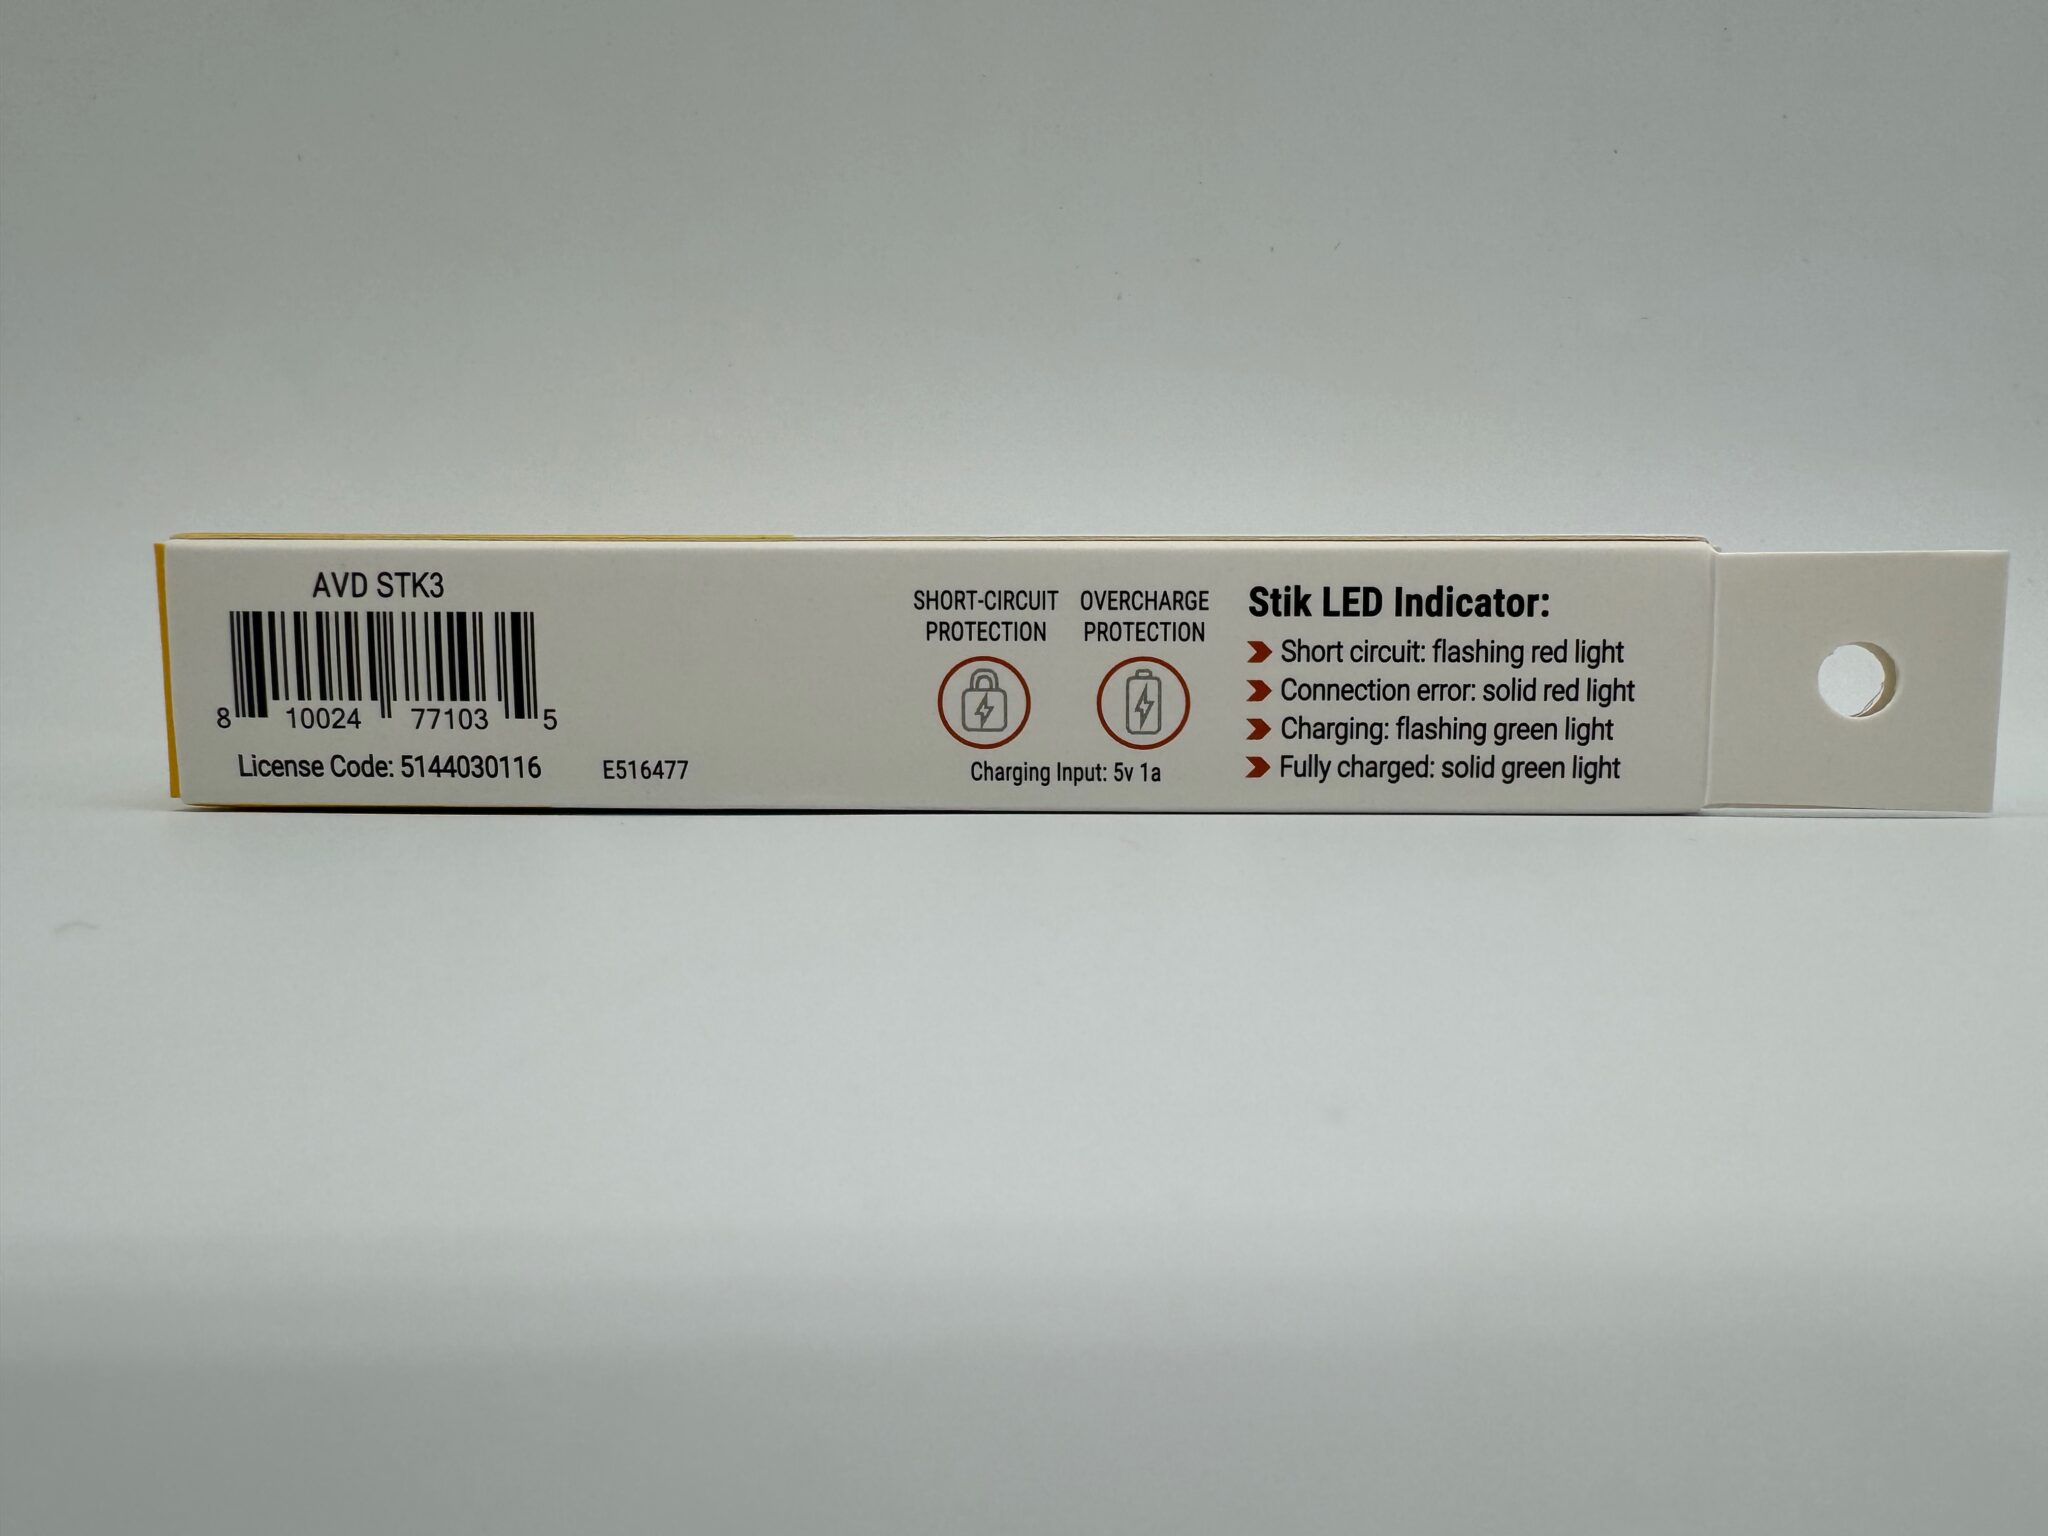 AVD STK3
8 10024 77103 5
License Code: 5144030116
E516477
SHORT-CIRCUIT
PROTECTION
OVERCHARGE
PROTECTION
Charging Input: 5v 1a
Stik LED Indicator:
Short circuit: flashing red light
Connection error: solid red light
Charging: flashing green light
Fully charged: solid green light